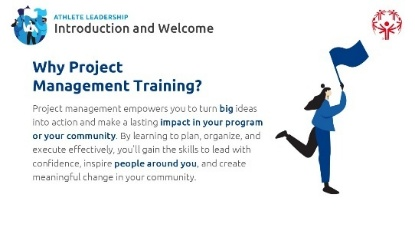 ATHLETE LEADERSHIP
Introduction and Welcome
Why Project
Management Training?
Project management empowers you to turn big ideas
into action and make a lasting impact in your program
or your community. By learning to plan, organize, and
execute effectively, you'll gain the skills to lead with
confidence, inspire people around you, and create
meaningful change in your community.